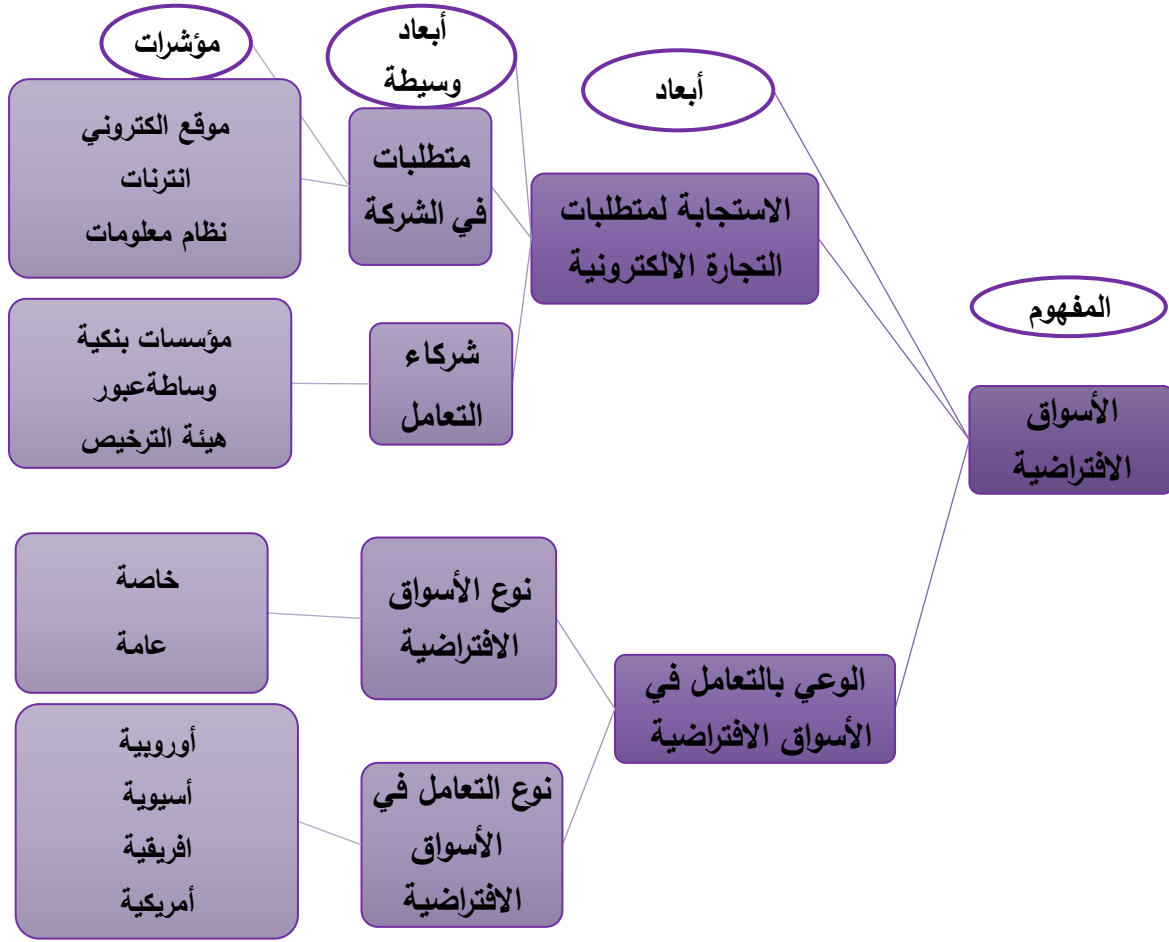 المفهوم
الأسواق
الافتراضية
أبعاد
الاستجابة لمتطلبات
التجارة الالكترونية
الوعي بالتعامل في
الأسواق الافتراضية
أبعاد
وسيطة
متطلبات
في الشركة
شركاء
التعامل
نوع الأسواق
الافتراضية
نوع التعامل في
الأسواق
الافتراضية
مؤشرات
موقع الكتروني
انترنات
نظام معلومات
مؤسسات بنكية
وساطةعبور
هيئة الترخيص
خاصة
عامة
أوروبية
أسيوية
افريقية
أمريكية